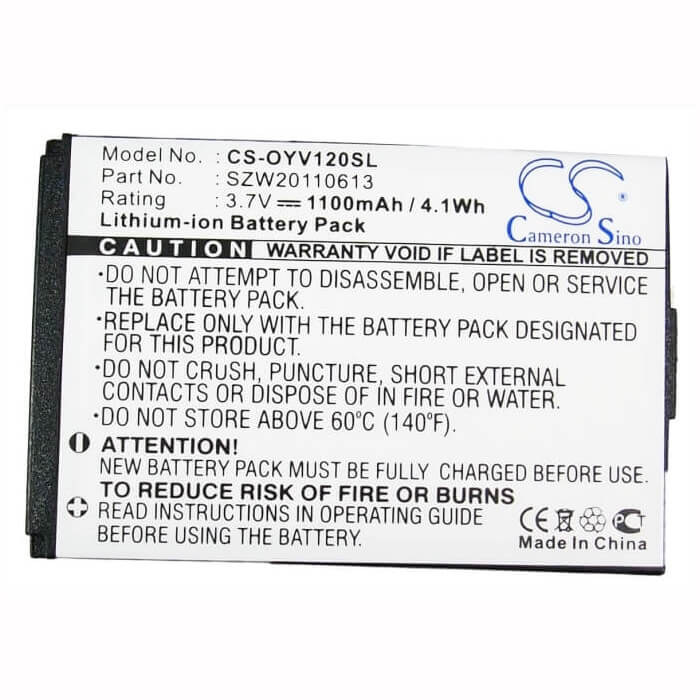 Model No. : CS-OYV120SL
Part No. : SZW20110613
Rating : 3.7V 1100mAh / 4.1Wh
Lithium-ion Battery Pack
CS
Cameron Sino
CAUTION WARRANTY VOID IF LABEL IS REMOVED
•DO NOT ATTEMPT TO DISASSEMBLE, OPEN OR SERVICE
THE BATTERY PACK.
•REPLACE ONLY WITH THE BATTERY PACK DESIGNATED
FOR THIS PRODUCT.
•DO NOT CRUSH, PUNCTURE, SHORT EXTERNAL
CONTACTS OR DISPOSE OF IN FIRE.
•DO NOT STORE ABOVE 60°C (140°F).
ATTENTION!
NEW BATTERY PACK MUST BE FULLY CHARGED BEFORE USE.
TO REDUCE RISK OF FIRE OR BURNS
READ INSTRUCTION IN OPERATING GUIDE
BEFORE USING THE BATTERY.
CE PCT
Made In China